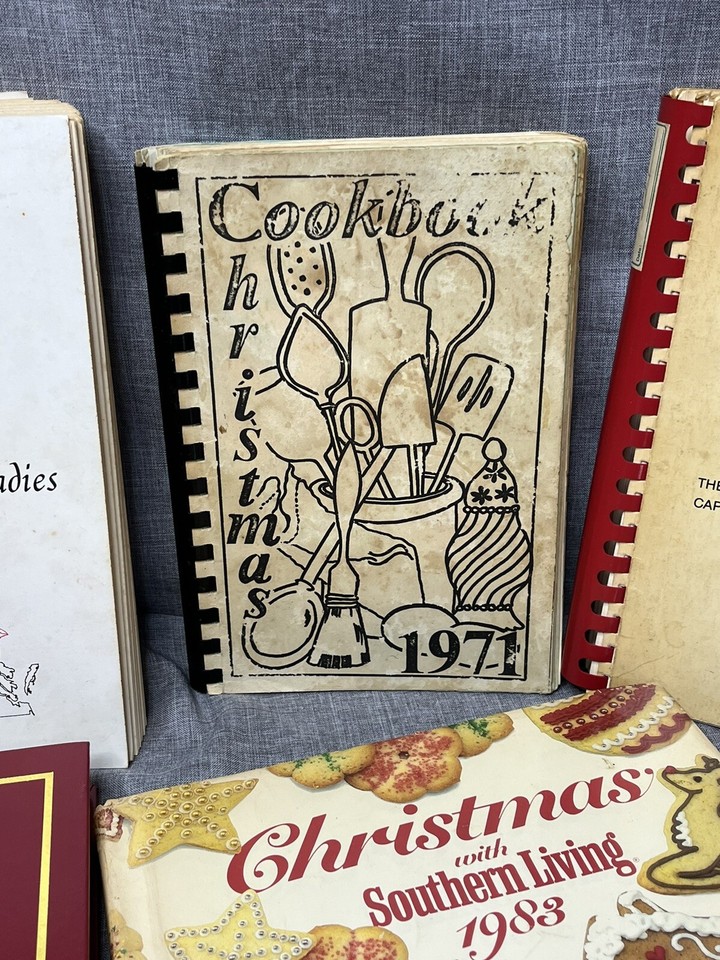 Cookbook
Christmas
1971
adies
THE
CAP
Christmas
with
Southern Living®
1983